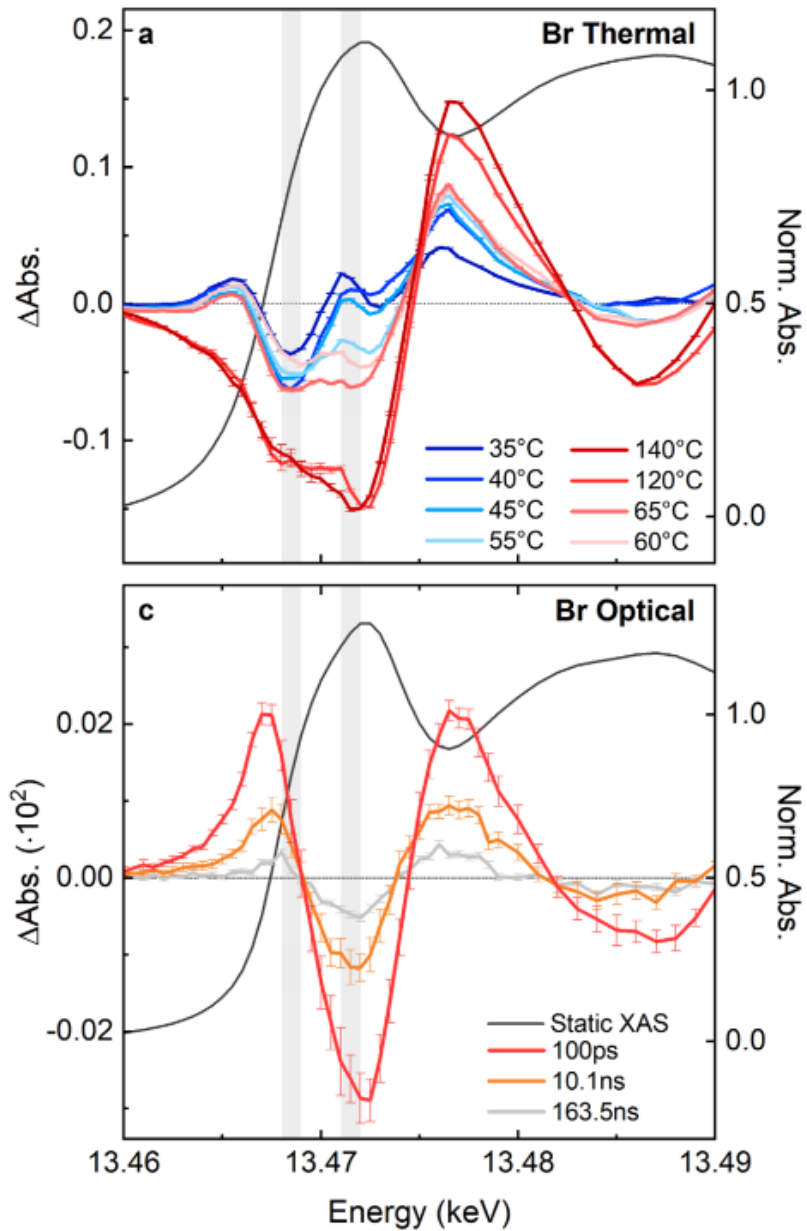 a Br Thermal
0.2
0.1
0.0
-0.1
ΔAbs.
1.0
0.5
0.0
Norm. Abs.
35°C 140°C
40°C 120°C
45°C 65°C
55°C 60°C
c Br Optical
0.02
0.00
-0.02
ΔAbs. (·10²)
1.0
0.5
0.0
Norm. Abs.
Static XAS
100ps
10.1ns
163.5ns
13.46 13.47 13.48 13.49
Energy (keV)